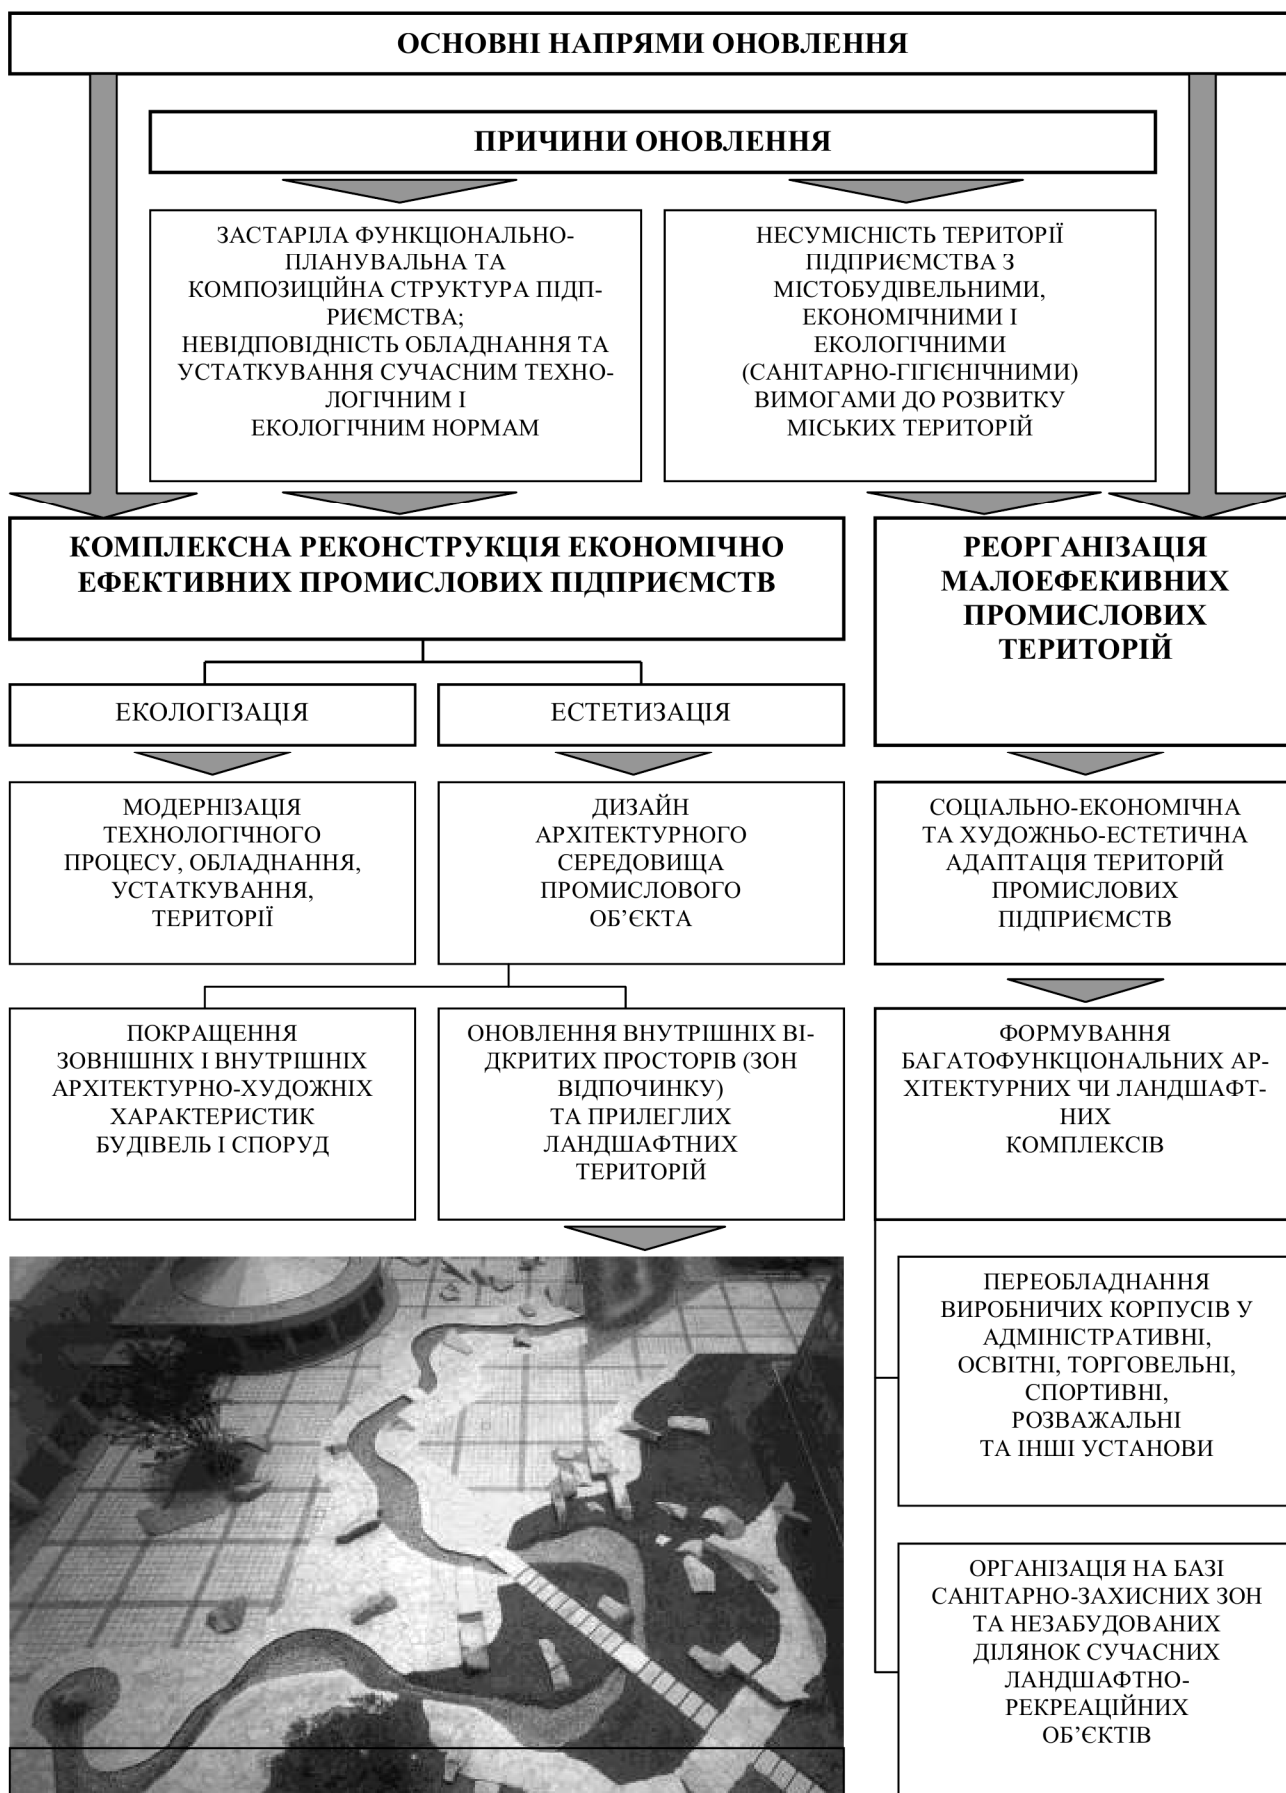 ОСНОВНІ НАПРЯМИ ОНОВЛЕННЯ
ПРИЧИНИ ОНОВЛЕННЯ
ЗАСТАРІЛА ФУНКЦІОНАЛЬНО-
ПЛАНУВАЛЬНА ТА
КОМПОЗИЦІЙНА СТРУКТУРА ПІДП-
РИЄМСТВА;
НЕВІДПОВІДНІСТЬ ОБЛАДНАННЯ ТА
УСТАТКУВАННЯ СУЧАСНИМ ТЕХНО-
ЛОГІЧНИМ І
ЕКОЛОГІЧНИМ НОРМАМ
НЕСУМІСНІСТЬ ТЕРИТОРІЇ
ПІДПРИЄМСТВА З
МІСТОБУДІВЕЛЬНИМИ,
ЕКОНОМІЧНИМИ І
ЕКОЛОГІЧНИМИ
(САНІТАРНО-ГІГІЄНІЧНИМИ)
ВИМОГАМИ ДО РОЗВИТКУ
МІСЬКИХ ТЕРИТОРІЙ
КОМПЛЕКСНА РЕКОНСТРУКЦІЯ ЕКОНОМІЧНО
ЕФЕКТИВНИХ ПРОМИСЛОВИХ ПІДПРИЄМСТВ
РЕОРГАНІЗАЦІЯ
МАЛОЕФЕКИВНИХ
ПРОМИСЛОВИХ
ТЕРИТОРІЙ
ЕКОЛОГІЗАЦІЯ
ЕСТЕТИЗАЦІЯ
МОДЕРНІЗАЦІЯ
ТЕХНОЛОГІЧНОГО
ПРОЦЕСУ, ОБЛАДНАННЯ,
УСТАТКУВАННЯ,
ТЕРИТОРІЇ
ДИЗАЙН
АРХІТЕКТУРНОГО
СЕРЕДОВИЩА
ПРОМИСЛОВОГО
ОБ’ЄКТА
СОЦІАЛЬНО-ЕКОНОМІЧНА
ТА ХУДОЖНЬО-ЕСТЕТИЧНА
АДАПТАЦІЯ ТЕРИТОРІЙ
ПРОМИСЛОВИХ
ПІДПРИЄМСТВ
ПОКРАЩЕННЯ
ЗОВНІШНІХ І ВНУТРІШНІХ
АРХІТЕКТУРНО-ХУДОЖНІХ
ХАРАКТЕРИСТИК
БУДІВЕЛЬ І СПОРУД
ОНОВЛЕННЯ ВНУТРІШНІХ ВІ-
ДКРИТИХ ПРОСТОРІВ (ЗОН
ВІДПОЧИНКУ)
ТА ПРИЛЕГЛИХ
ЛАНДШАФТНИХ
ТЕРИТОРІЙ
ФОРМУВАННЯ
БАГАТОФУНКЦІОНАЛЬНИХ АР-
ХІТЕКТУРНИХ ЧИ ЛАНДШАФТ-
НИХ
КОМПЛЕКСІВ
ПЕРЕОБЛАДНАННЯ
ВИРОБНИЧИХ КОРПУСІВ У
АДМІНІСТРАТИВНІ,
ОСВІТНІ, ТОРГОВЕЛЬНІ,
СПОРТИВНІ,
РОЗВАЖАЛЬНІ
ТА ІНШІ УСТАНОВИ
ОРГАНІЗАЦІЯ НА БАЗІ
САНІТАРНО-ЗАХИСНИХ ЗОН
ТА НЕЗАБУДОВАНИХ
ДІЛЯНОК СУЧАСНИХ
ЛАНДШАФТНО-
РЕКРЕАЦІЙНИХ
ОБ’ЄКТІВ